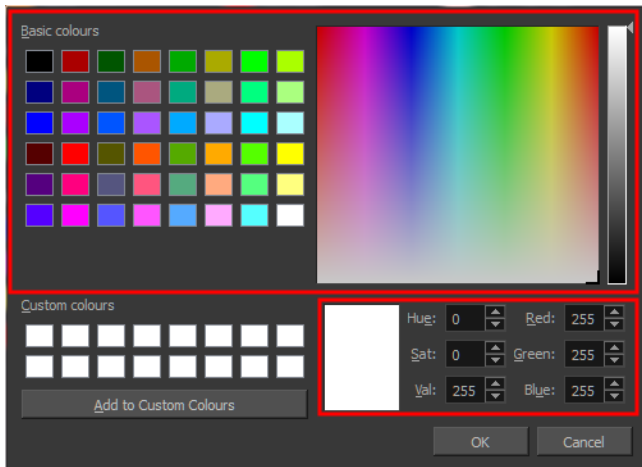 Basic colours
Custom colours
Add to Custom Colours
Hue: 0 Red: 255
Sat: 0 Green: 255
Val: 255 Blue: 255
OK Cancel